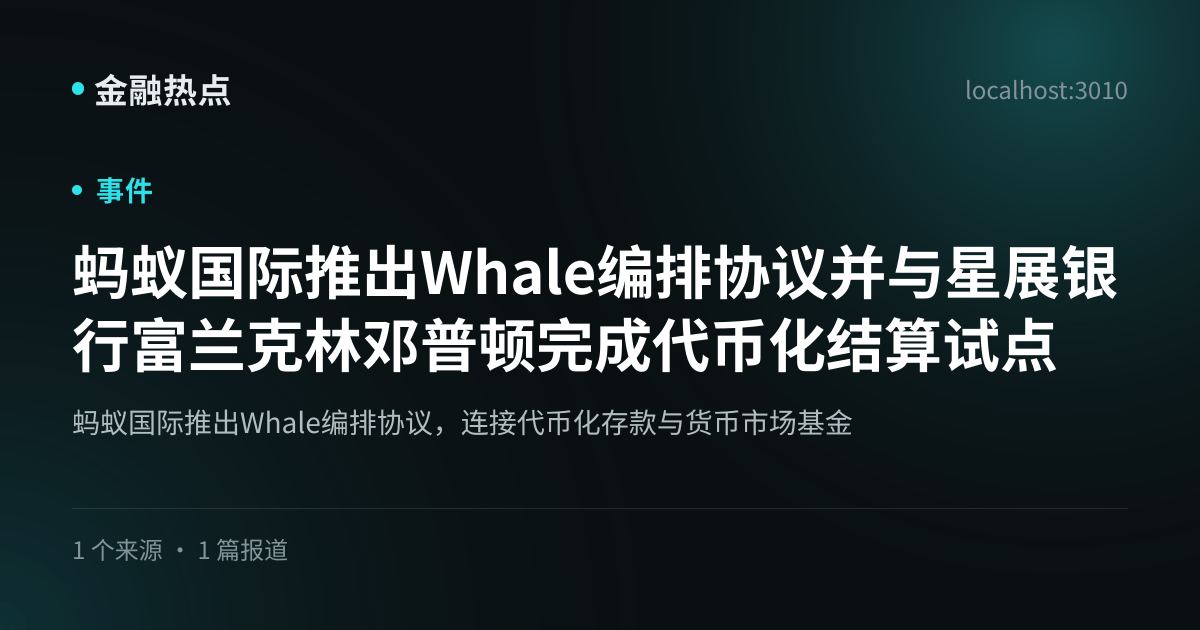 金融热点
localhost:3010
事件
蚂蚁国际推出Whale编排协议并与星展银
行富兰克林邓普顿完成代币化结算试点
蚂蚁国际推出Whale编排协议，连接代币化存款与货币市场基金
1 个来源 · 1 篇报道